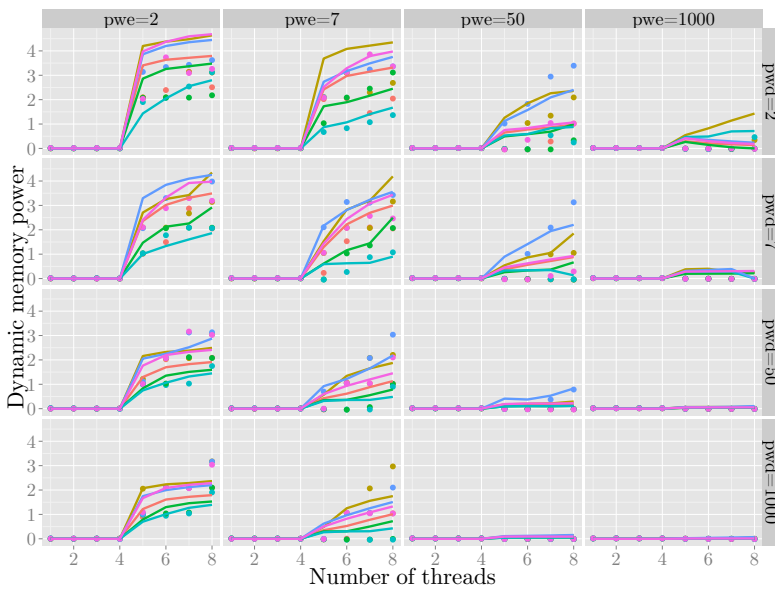 pwe=2 pwe=7 pwe=50 pwe=1000
Dynamic memory power
4
3
2
1
0
pwd=2
4
3
2
1
0
pwd=7
4
3
2
1
0
pwd=50
4
3
2
1
0
pwd=1000
2 4 6 8 2 4 6 8 2 4 6 8 2 4 6 8
Number of threads